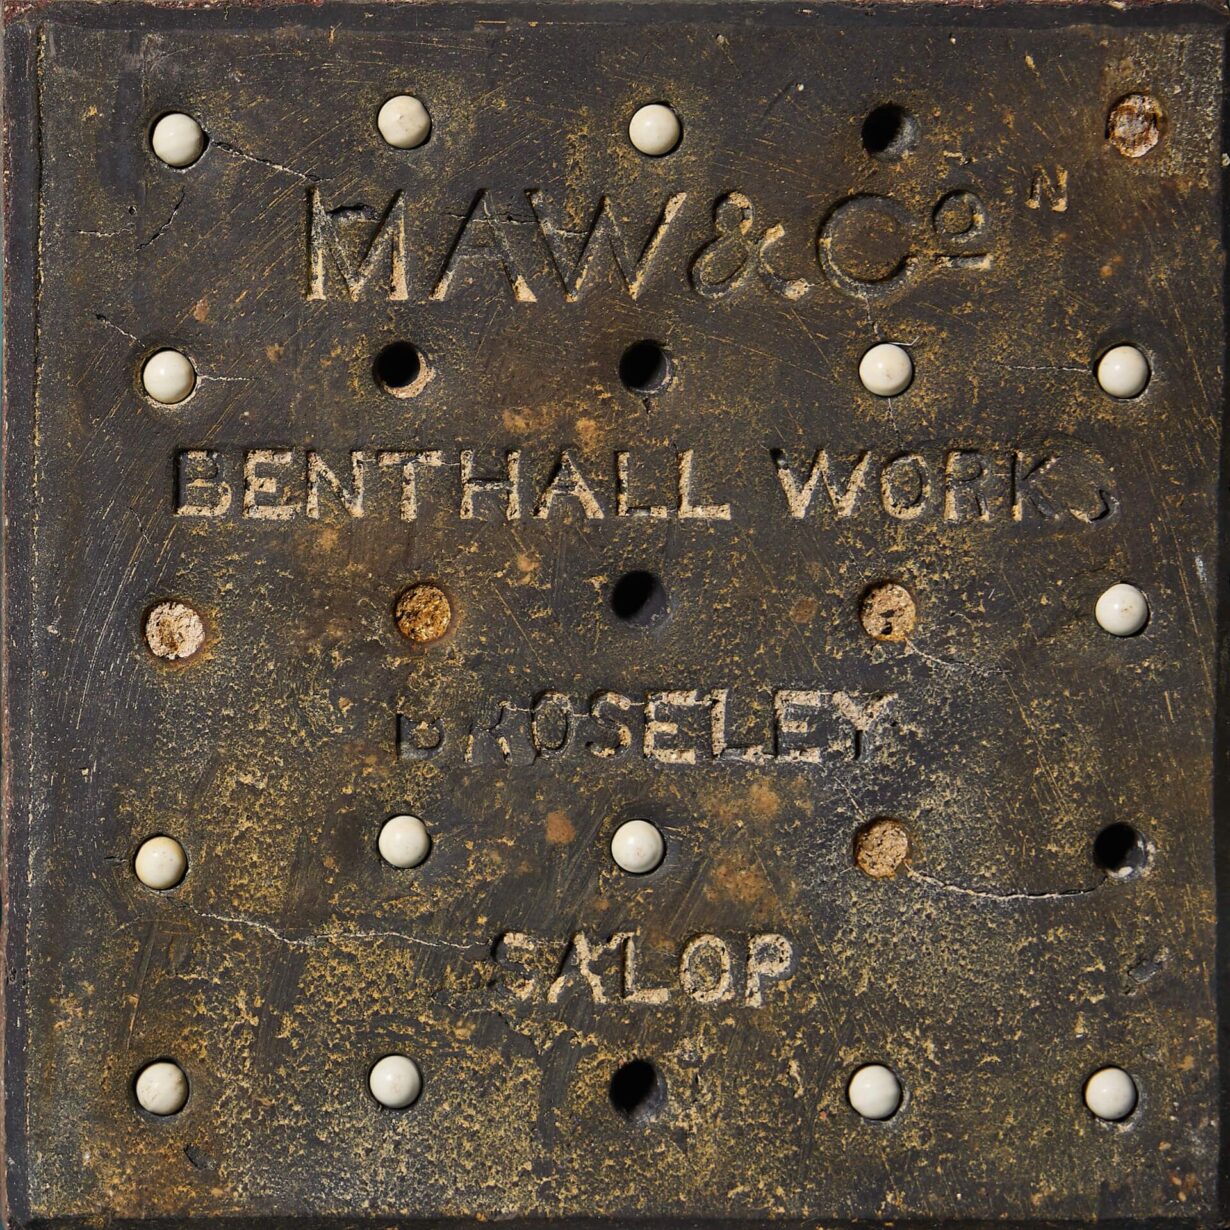 MAW & Cº N
BENTHALL WORKS
BROSELEY
SALOP